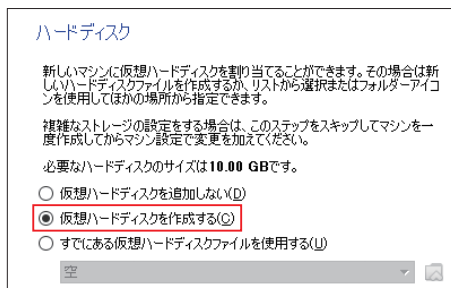 ハードディスク
新しいマシンに仮想ハードディスクを割り当てることができます。その場合は新
しいハードディスクファイルを作成するか、リストから選択またはフォルダーアイコ
ンを使用してほかの場所から指定できます。
複雑なストレージの設定をする場合は、このステップをスキップしてマシンを一
度作成してからマシン設定で変更を加えてください。
必要なハードディスクのサイズは10.00 GBです。
仮想ハードディスクを追加しない(D)
仮想ハードディスクを作成する(C)
すでにある仮想ハードディスクファイルを使用する(U)
空